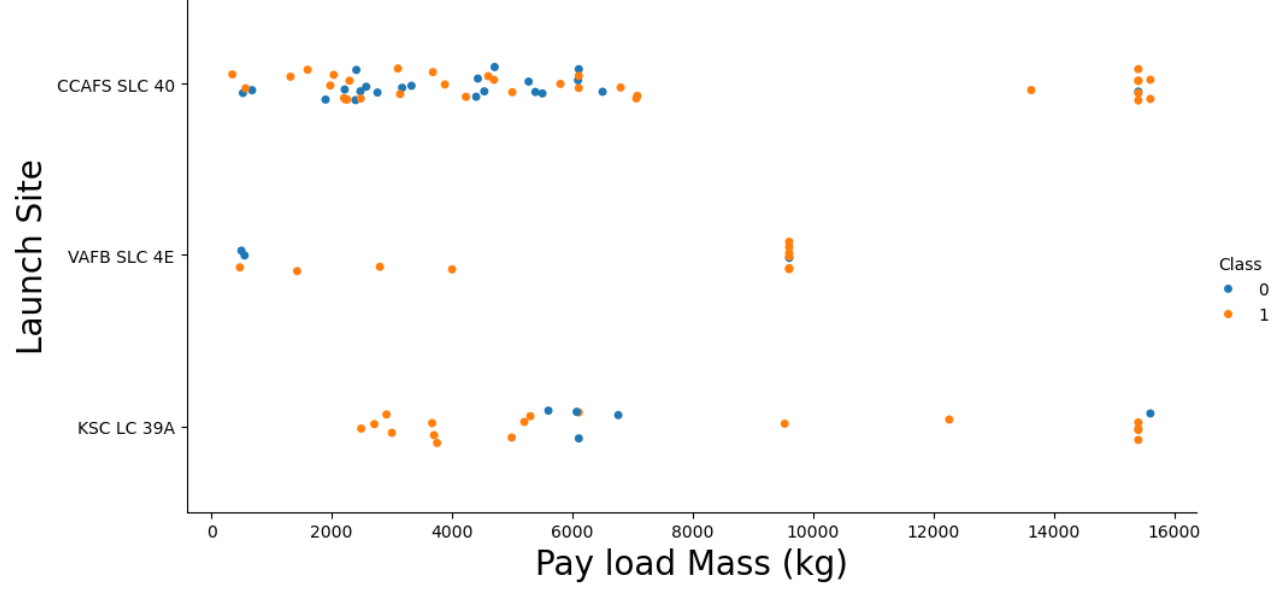 Launch Site
CCAFS SLC 40
VAFB SLC 4E
KSC LC 39A
0 2000 4000 6000 8000 10000 12000 14000 16000
Pay load Mass (kg)
Class
0
1